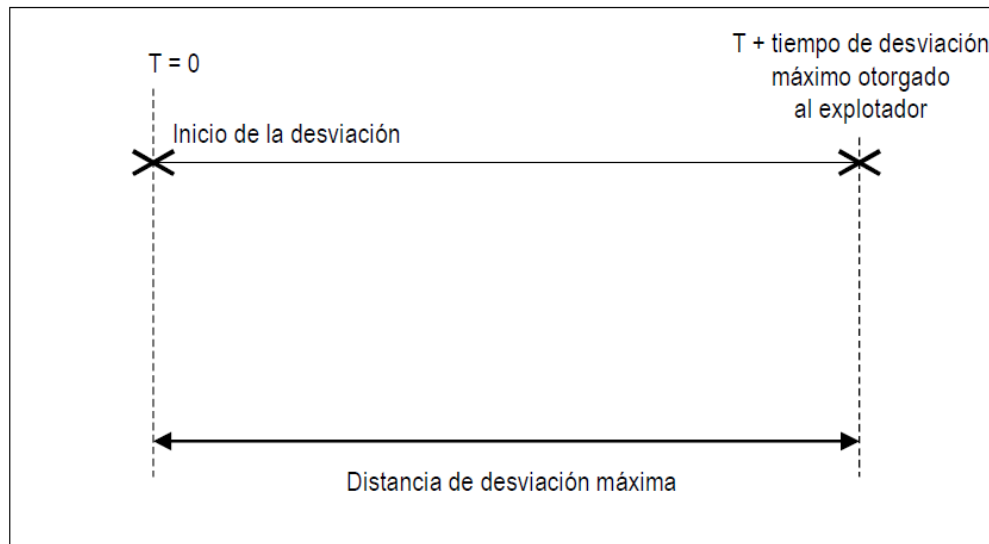 T = 0
T + tiempo de desviación
máximo otorgado
al explotador
Inicio de la desviación
Distancia de desviación máxima